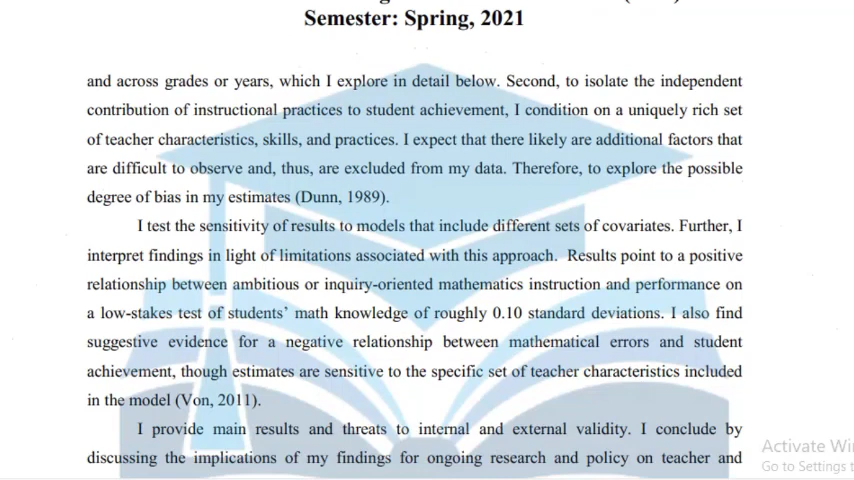 Semester: Spring, 2021
and across grades or years, which I explore in detail below. Second, to isolate the independent
contribution of instructional practices to student achievement, I condition on a uniquely rich set
of teacher characteristics, skills, and practices. I expect that there likely are additional factors that
are difficult to observe and, thus, are excluded from my data. Therefore, to explore the possible
degree of bias in my estimates (Dunn, 1989).
I test the sensitivity of results to models that include different sets of covariates. Further, I
interpret findings in light of limitations associated with this approach. Results point to a positive
relationship between ambitious or inquiry-oriented mathematics instruction and performance on
a low-stakes test of students’ math knowledge of roughly 0.10 standard deviations. I also find
suggestive evidence for a negative relationship between mathematical errors and student
achievement, though estimates are sensitive to the specific set of teacher characteristics included
in the model (Von, 2011).
I provide main results and threats to internal and external validity. I conclude by
discussing the implications of my findings for ongoing research and policy on teacher and
Activate
Go to Settings